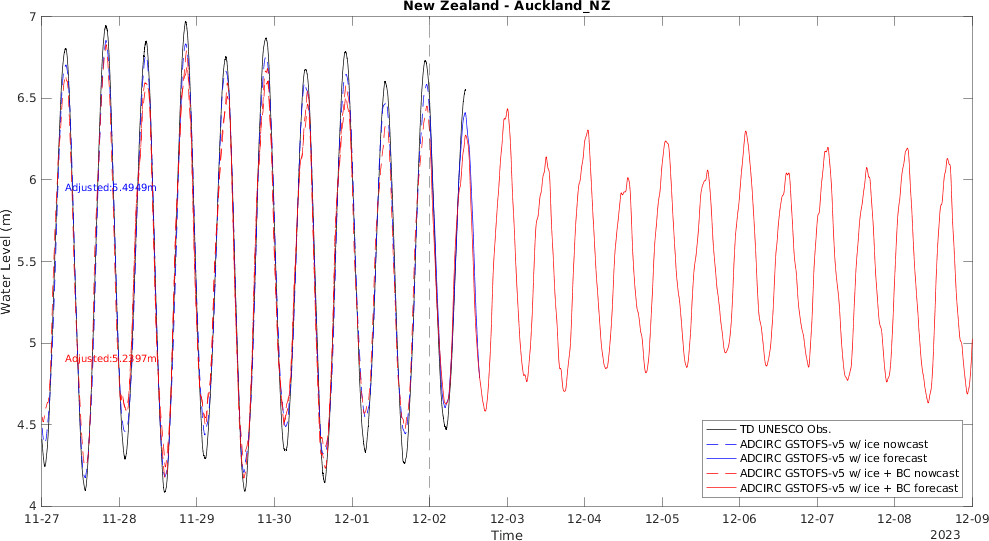 New Zealand - Auckland_NZ
7
6.5
6
5.5
5
4.5
4
Water Level (m)
Adjusted:5.4949m
Adjusted:5.2397m
TD UNESCO Obs.
ADCIRC GSTOFS-v5 w/ ice nowcast
ADCIRC GSTOFS-v5 w/ ice forecast
ADCIRC GSTOFS-v5 w/ ice + BC nowcast
ADCIRC GSTOFS-v5 w/ ice + BC forecast
11-27 11-28 11-29 11-30 12-01 12-02 12-03 12-04 12-05 12-06 12-07 12-08 12-09
Time
2023